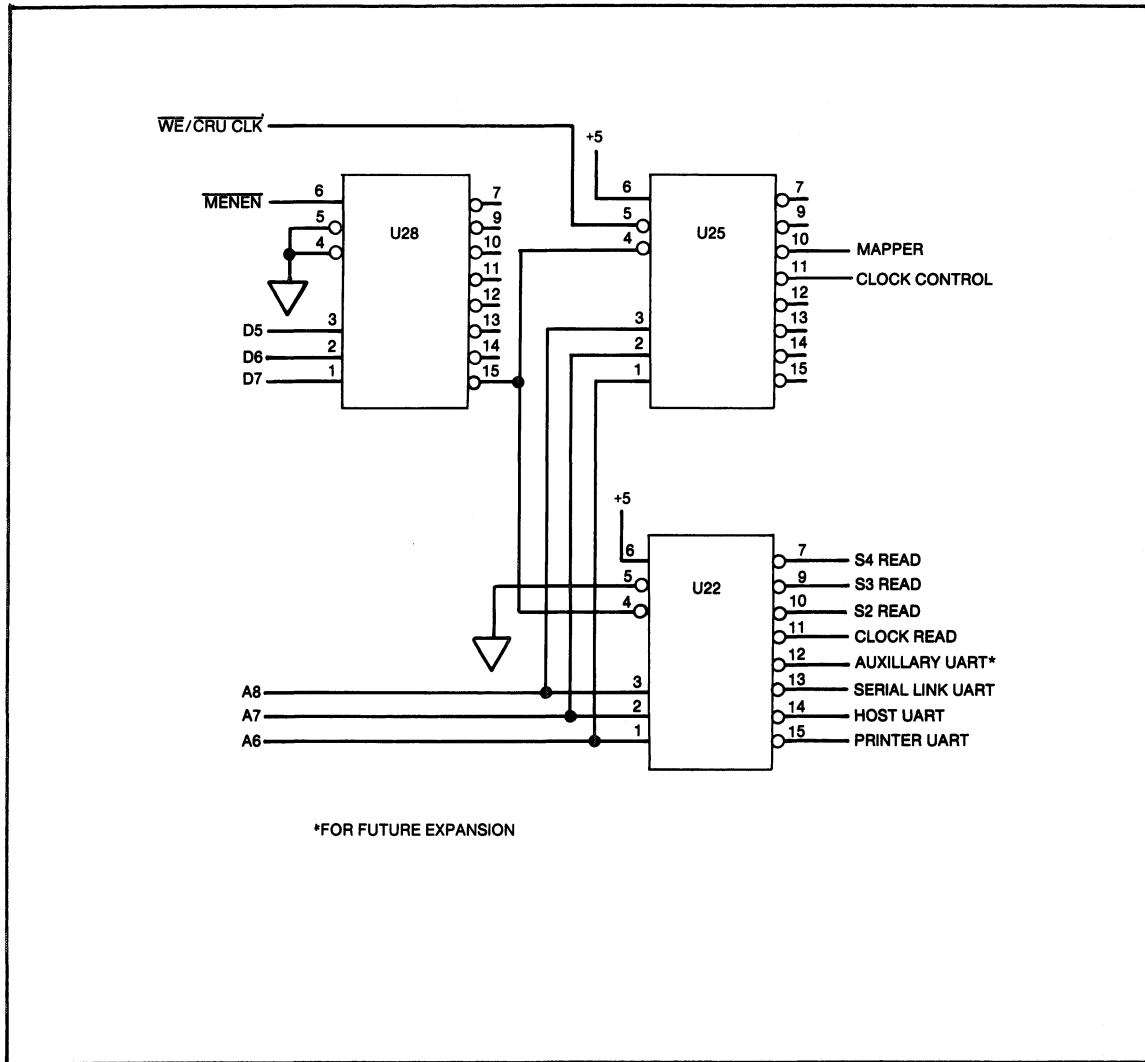 WE/CRU CLK
+5
MENEN
6
5
4
3
2
1
U28
7
9
10
11
12
13
14
15
D5
D6
D7
6
5
4
3
2
1
U25
7
9
10
11
12
13
14
15
MAPPER
CLOCK CONTROL
+5
6
5
4
3
2
1
U22
7 S4 READ
9 S3 READ
10 S2 READ
11 CLOCK READ
12 AUXILLARY UART*
13 SERIAL LINK UART
14 HOST UART
15 PRINTER UART
A8
A7
A6
*FOR FUTURE EXPANSION